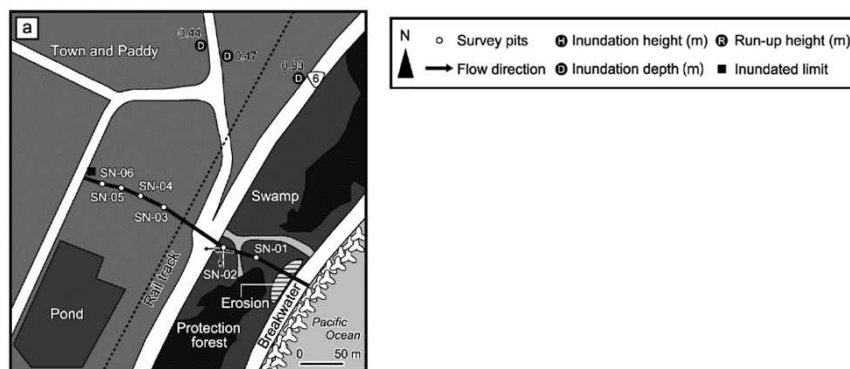 a
Town and Paddy
0.44
D
D 0.47
0.93
D
6
SN-06
SN-04
SN-05
SN-03
Swamp
SN-01
SN-02
Rail track
Erosion
Pond
Protection
forest
Breakwater
Pacific
Ocean
0 50 m
N
Survey pits H Inundation height (m) R Run-up height (m)
Flow direction D Inundation depth (m) Inundated limit